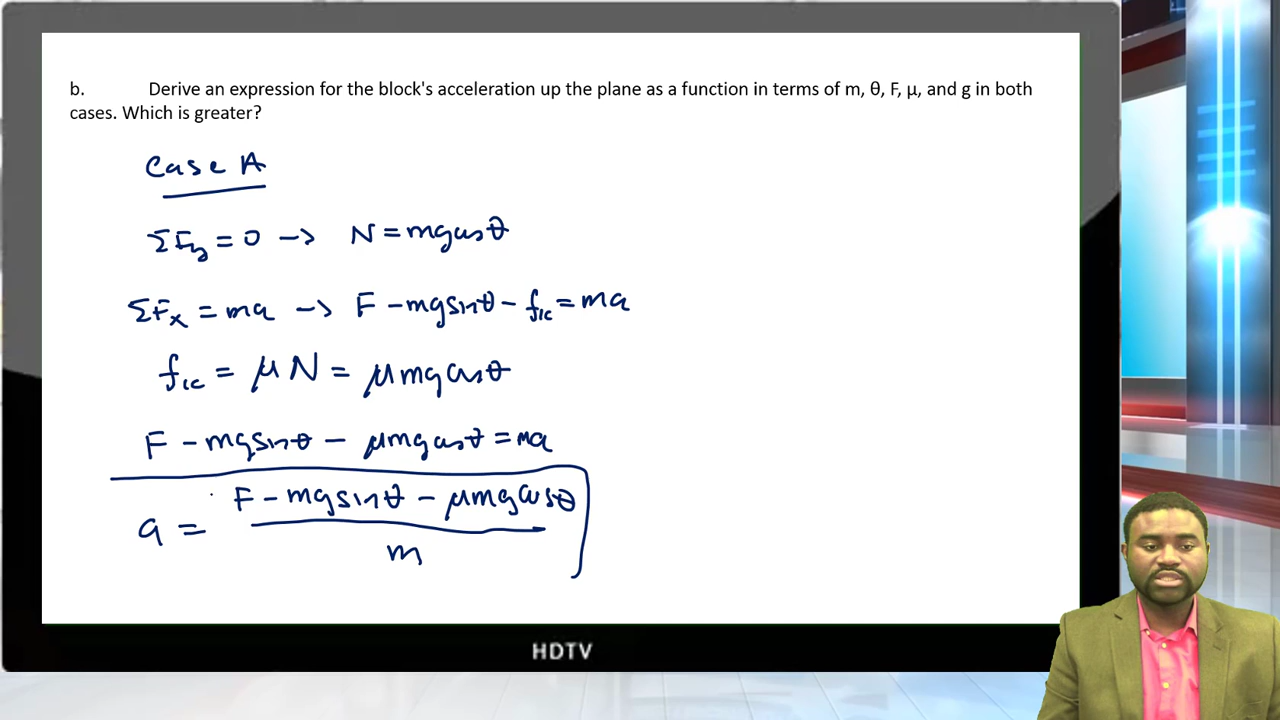 b. Derive an expression for the block's acceleration up the plane as a function in terms of m, θ, F, μ, and g in both
cases. Which is greater?
Case A
ΣFy = 0 → N = mgcosθ
ΣFx = ma → F - mgsinθ - fk = ma
fk = μN = μmgcosθ
F - mgsinθ - μmgcosθ = ma
a = (F - mgsinθ - μmgcosθ) / m
HDTV